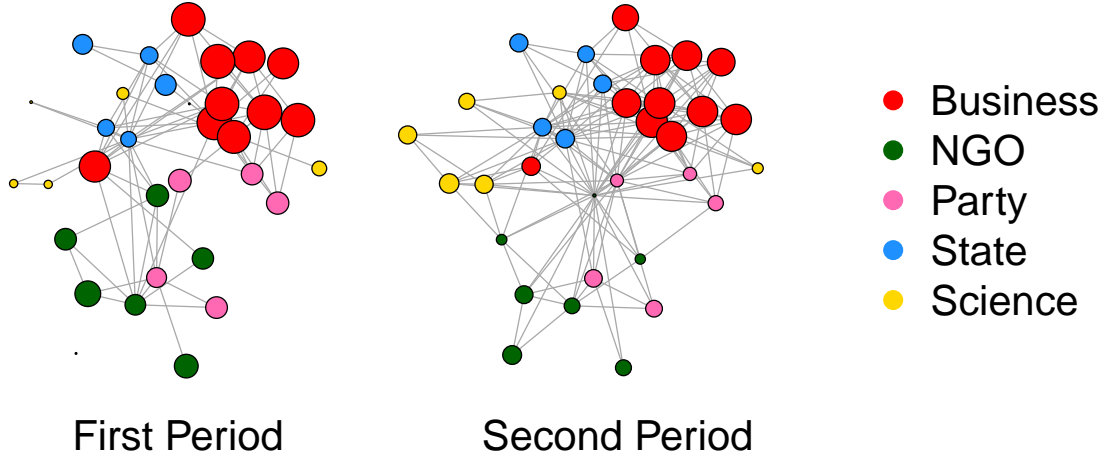 Business
NGO
Party
State
Science
First Period
Second Period